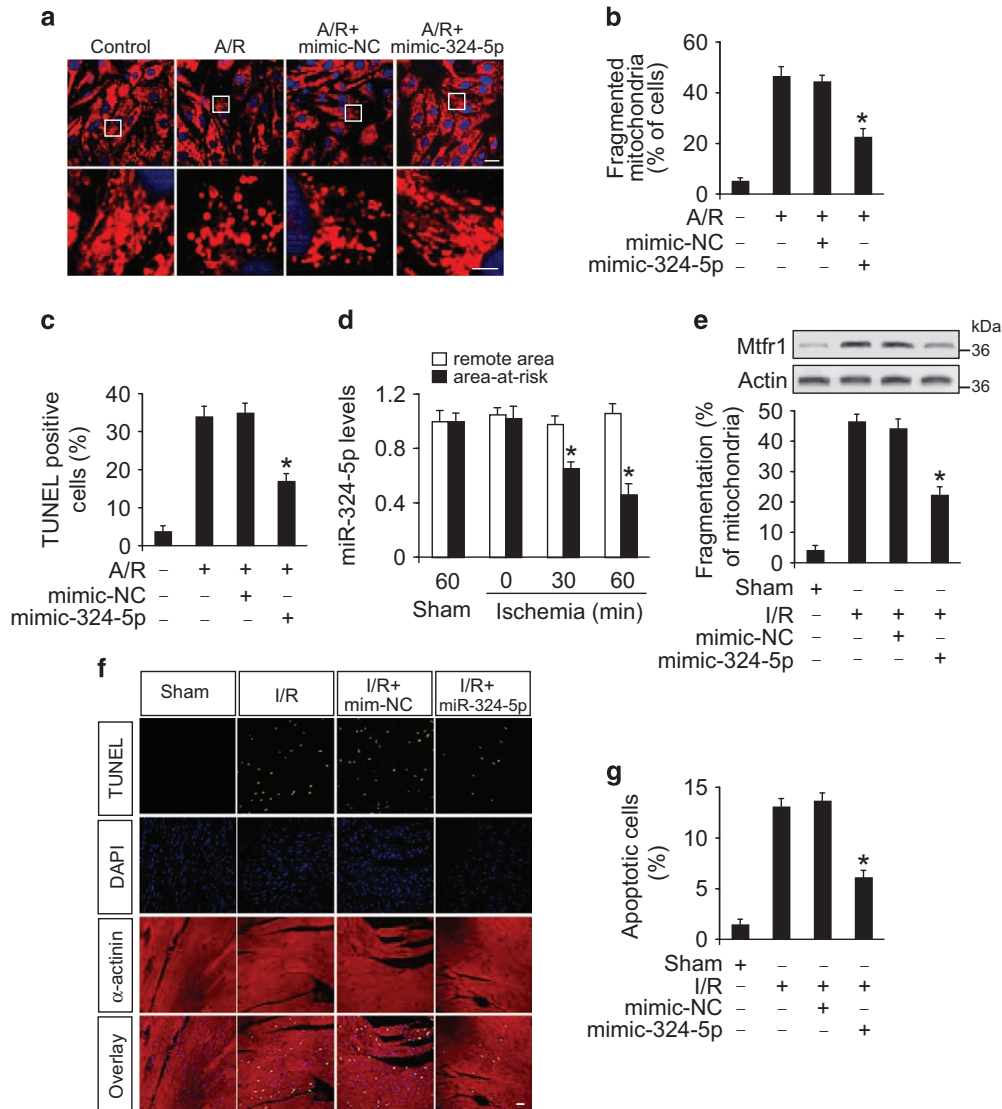 a
Control
A/R
A/R+
mimic-NC
A/R+
mimic-324-5p
b
Fragmented
mitochondria
(% of cells)
60
40
20
0
A/R – + + +
mimic-NC – – + –
mimic-324-5p – – – +
*
c
TUNEL positive
cells (%)
40
30
20
10
0
*
A/R – + + +
mimic-NC – – + –
mimic-324-5p – – – +
d
remote area
area-at-risk
miR-324-5p levels
1.2
0.8
0.4
0
*
*
60 0 30 60
Sham Ischemia (min)
e
kDa
Mtfr1 36
Actin 36
Fragmentation (%
of mitochondria)
50
40
30
20
10
0
*
Sham + – – –
I/R – + + +
mimic-NC – – + –
mimic-324-5p – – – +
f
Sham
I/R
I/R+
mim-NC
I/R+
miR-324-5p
TUNEL
DAPI
α-actinin
Overlay
g
Apoptotic cells
(%)
15
10
5
0
*
Sham + – – –
I/R – + + +
mimic-NC – – + –
mimic-324-5p – – – +